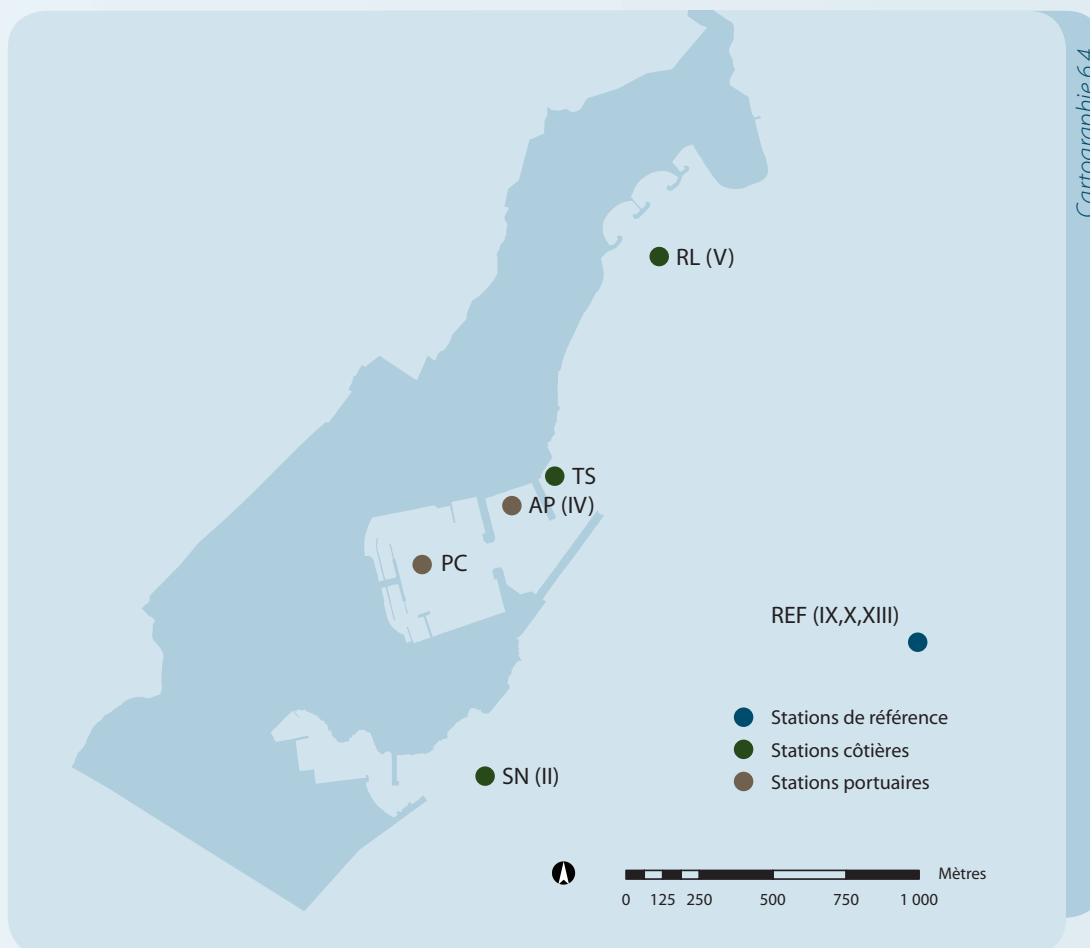 Cartographie 6.4
RL (V)
TS
AP (IV)
PC
REF (IX,X,XIII)
Stations de référence
Stations côtières
Stations portuaires
SN (II)
Mètres
0 125 250 500 750 1 000